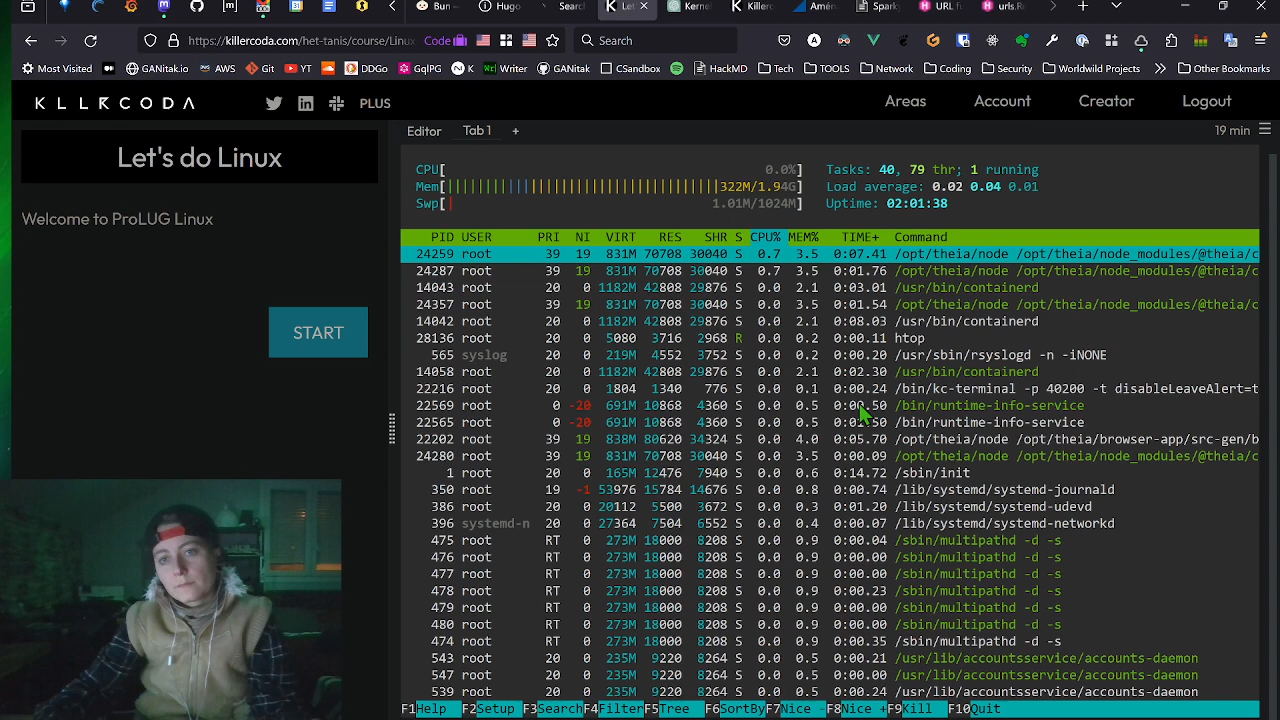 Bin —
Hugo
Search
Let
Kernel
Killerc
Amén
Spark
URL fu
urls.Re
https://killercoda.com/het-tanis/course/Linux
Code
Search
Most Visited
GANitak.io
AWS
Git
YT
DDGo
GqlPG
N K
Writer
GANitak
Sandbox
HackMD
Tech
Tools
Network
Coding
Security
Privacy
Other Bookmarks
KILLERCODA
PLUS
Areas
Account
Creator
Logout
Let's do Linux
Welcome to ProLUG Linux
START
Editor Tab 1 +
19 min
CPU[ 0.0%] Tasks: 40, 79 thr; 1 running
Mem[||||||||||||||||||||||||||||||||||||322M/1.94G] Load average: 0.02 0.04 0.01
Swp[| 1.01M/1024M] Uptime: 02:01:38
PID USER PRI NI VIRT RES SHR S CPU% MEM% TIME+ Command
24259 root 39 19 831M 70708 30040 S 0.7 3.5 0:07.41 /opt/theia/node /opt/theia/node_modules/@theia/c
24287 root 39 19 831M 70708 30040 S 0.7 3.5 0:01.76 /opt/theia/node /opt/theia/node_modules/@theia/c
14043 root 20 0 1182M 42808 29876 S 0.0 2.1 0:03.01 /usr/bin/containerd
24357 root 39 19 831M 70708 30040 S 0.0 3.5 0:01.54 /opt/theia/node /opt/theia/node_modules/@theia/c
14042 root 20 0 1182M 42808 29876 S 0.0 2.1 0:08.03 /usr/bin/containerd
28136 root 20 0 5080 3716 2968 R 0.0 0.2 0:00.11 htop
565 syslog 20 0 219M 4552 3752 S 0.0 0.2 0:00.20 /usr/sbin/rsyslogd -n -iNONE
14058 root 20 0 1182M 42808 29876 S 0.0 2.1 0:02.30 /usr/bin/containerd
22216 root 20 0 1804 1340 776 S 0.0 0.1 0:00.24 /bin/kc-terminal -p 40200 -t disableLeaveAlert=t
22569 root 0 -20 691M 10868 4360 S 0.0 0.5 0:00.50 /bin/runtime-info-service
22565 root 0 -20 691M 10868 4360 S 0.0 0.5 0:01.50 /bin/runtime-info-service
22202 root 39 19 838M 80620 34324 S 0.0 4.0 0:05.70 /opt/theia/node /opt/theia/browser-app/src-gen/b
24280 root 39 19 831M 70708 30040 S 0.0 3.5 0:00.09 /opt/theia/node /opt/theia/node_modules/@theia/c
1 root 20 0 165M 12476 7940 S 0.0 0.6 0:14.72 /sbin/init
350 root 19 -1 53976 15784 14676 S 0.0 0.8 0:00.74 /lib/systemd/systemd-journald
386 root 20 0 20112 5500 3672 S 0.0 0.3 0:00.38 /lib/systemd/systemd-udevd
396 systemd-n 20 0 27364 7504 6552 S 0.0 0.4 0:00.07 /lib/systemd/systemd-networkd
475 root RT 0 273M 18000 8208 S 0.0 0.9 0:00.04 /sbin/multipathd -d -s
476 root RT 0 273M 18000 8208 S 0.0 0.9 0:00.00 /sbin/multipathd -d -s
477 root RT 0 273M 18000 8208 S 0.0 0.9 0:00.00 /sbin/multipathd -d -s
478 root RT 0 273M 18000 8208 S 0.0 0.9 0:00.23 /sbin/multipathd -d -s
479 root RT 0 273M 18000 8208 S 0.0 0.9 0:00.00 /sbin/multipathd -d -s
480 root RT 0 273M 18000 8208 S 0.0 0.9 0:00.00 /sbin/multipathd -d -s
474 root RT 0 273M 18000 8208 S 0.0 0.9 0:00.35 /sbin/multipathd -d -s
543 root 20 0 235M 9220 8264 S 0.0 0.5 0:00.21 /usr/lib/accountsservice/accounts-daemon
547 root 20 0 235M 9220 8264 S 0.0 0.5 0:00.00 /usr/lib/accountsservice/accounts-daemon
539 root 20 0 235M 9220 8264 S 0.0 0.5 0:00.24 /usr/lib/accountsservice/accounts-daemon
F1Help F2Setup F3SearchF4FilterF5Tree F6SortByF7Nice -F8Nice +F9Kill F10Quit